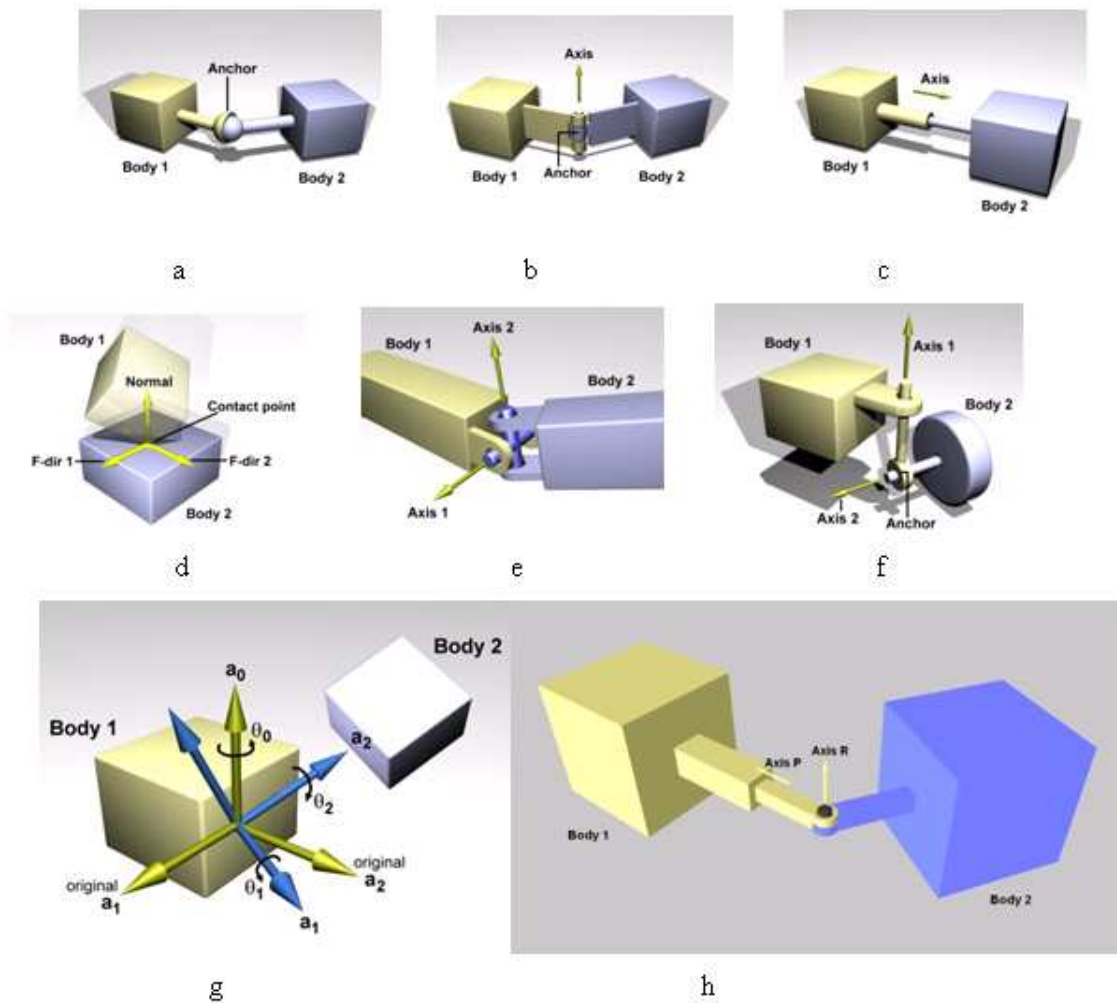 Anchor
Body 1
Body 2
a
Axis
Body 1
Anchor
Body 2
b
Axis
Body 1
Body 2
c
Body 1
Normal
Contact point
F-dir 1
F-dir 2
Body 2
d
Axis 2
Body 1
Body 2
Axis 1
e
Body 1
Axis 1
Body 2
Axis 2
Anchor
f
Body 2
a0
Body 1
θ0
a2
θ2
original
a1
θ1
a1
original
a2
g
Axis P
Axis R
Body 1
Body 2
h